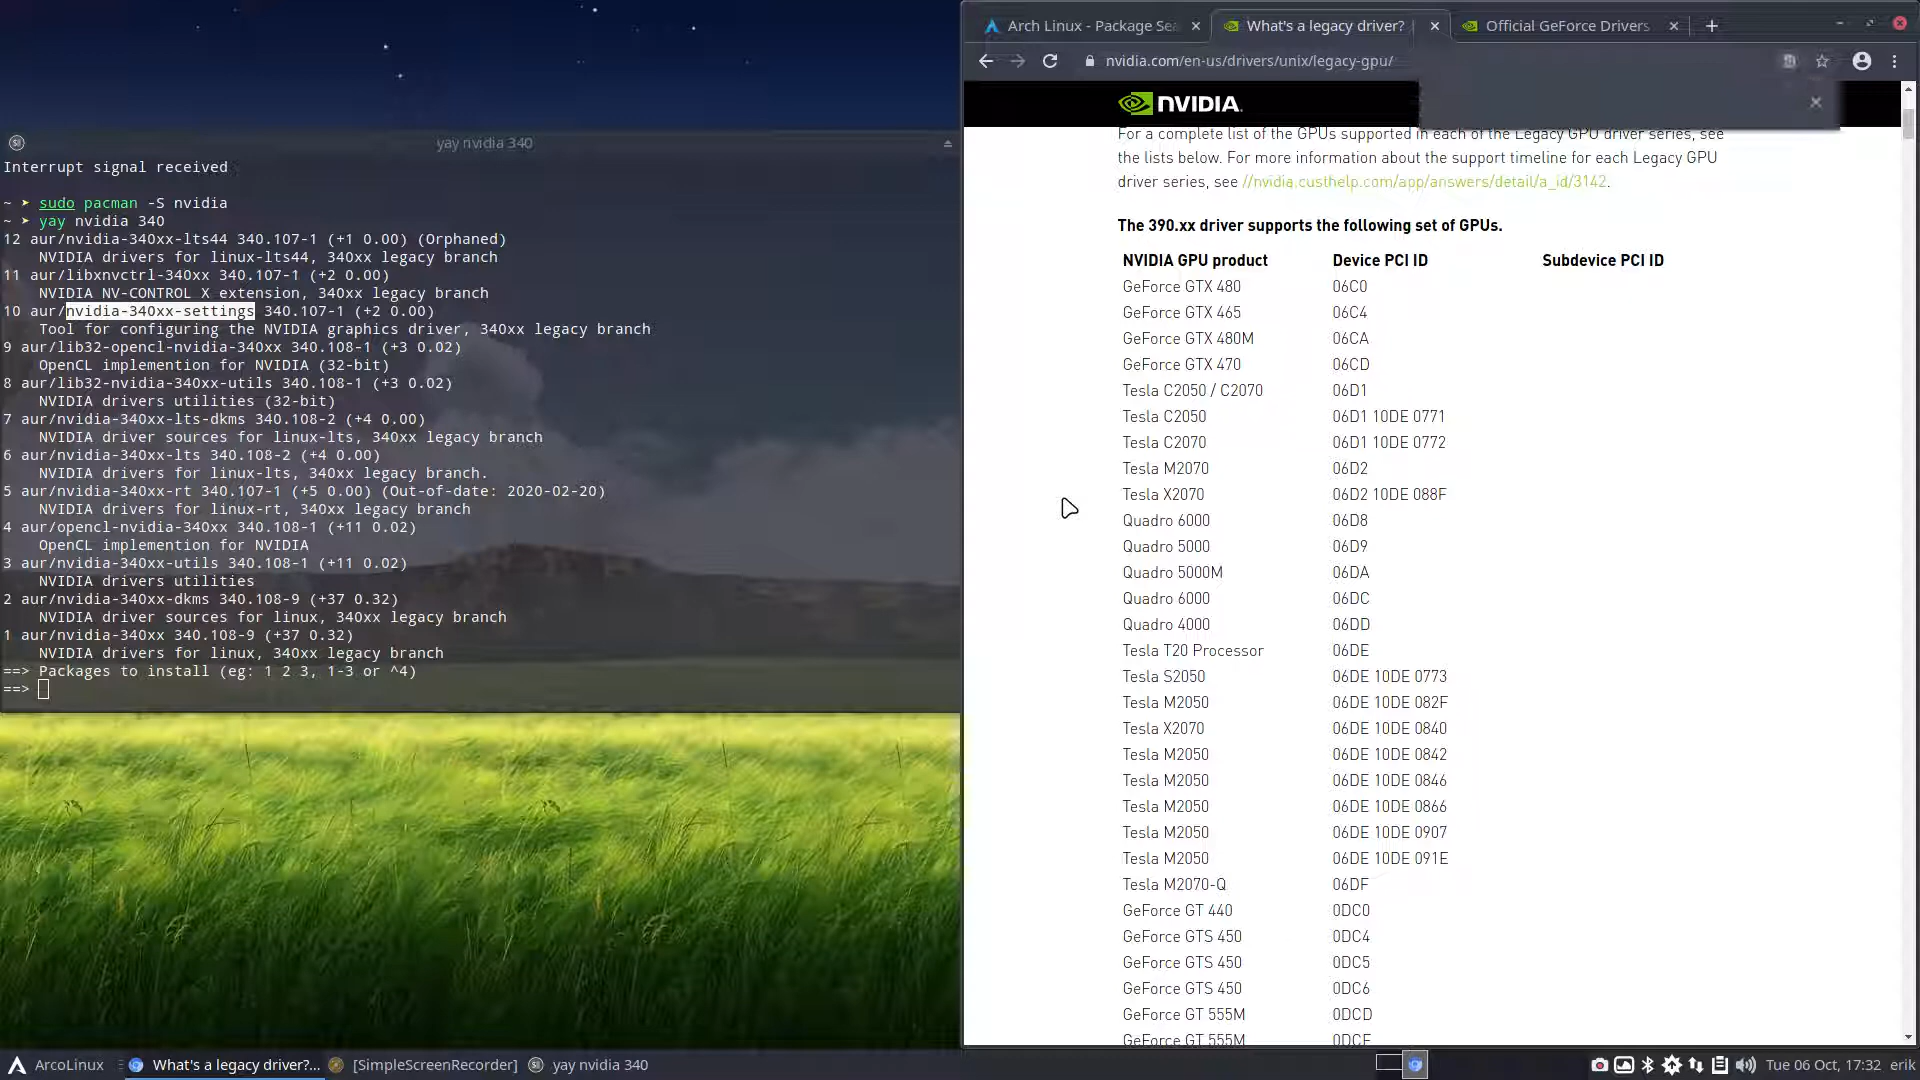 yay nvidia 340
Interrupt signal received
~ ➤ sudo pacman -S nvidia
~ ➤ yay nvidia 340
12 aur/nvidia-340xx-lts44 340.107-1 (+1 0.00) (Orphaned)
NVIDIA drivers for linux-lts44, 340xx legacy branch
11 aur/libxnvctrl-340xx 340.107-1 (+2 0.00)
NVIDIA NV-CONTROL X extension, 340xx legacy branch
10 aur/nvidia-340xx-settings 340.107-1 (+2 0.00)
Tool for configuring the NVIDIA graphics driver, 340xx legacy branch
9 aur/lib32-opencl-nvidia-340xx 340.108-1 (+3 0.02)
OpenCL implemention for NVIDIA (32-bit)
8 aur/lib32-nvidia-340xx-utils 340.108-1 (+3 0.02)
NVIDIA drivers utilities (32-bit)
7 aur/nvidia-340xx-lts-dkms 340.108-2 (+4 0.00)
NVIDIA driver sources for linux-lts, 340xx legacy branch
6 aur/nvidia-340xx-lts 340.108-2 (+4 0.00)
NVIDIA drivers for linux-lts, 340xx legacy branch.
5 aur/nvidia-340xx-rt 340.107-1 (+5 0.00) (Out-of-date: 2020-02-20)
NVIDIA drivers for linux-rt, 340xx legacy branch
4 aur/opencl-nvidia-340xx 340.108-1 (+11 0.02)
OpenCL implemention for NVIDIA
3 aur/nvidia-340xx-utils 340.108-1 (+11 0.02)
NVIDIA drivers utilities
2 aur/nvidia-340xx-dkms 340.108-9 (+37 0.32)
NVIDIA driver sources for linux, 340xx legacy branch
1 aur/nvidia-340xx 340.108-9 (+37 0.32)
NVIDIA drivers for linux, 340xx legacy branch
==> Packages to install (eg: 1 2 3, 1-3 or ^4)
==>
Arch Linux - Package Sea
What's a legacy driver?
Official GeForce Drivers
nvidia.com/en-us/drivers/unix/legacy-gpu/
NVIDIA.
For a complete list of the GPUs supported in each of the Legacy GPU driver series, see
the lists below. For more information about the support timeline for each Legacy GPU
driver series, see //nvidia.custhelp.com/app/answers/detail/a_id/3142.
The 390.xx driver supports the following set of GPUs.
NVIDIA GPU product Device PCI ID Subdevice PCI ID
GeForce GTX 480 06C0
GeForce GTX 465 06C4
GeForce GTX 480M 06CA
GeForce GTX 470 06CD
Tesla C2050 / C2070 06D1
Tesla C2050 06D1 10DE 0771
Tesla C2070 06D1 10DE 0772
Tesla M2070 06D2
Tesla X2070 06D2 10DE 088F
Quadro 6000 06D8
Quadro 5000 06D9
Quadro 5000M 06DA
Quadro 6000 06DC
Quadro 4000 06DD
Tesla T20 Processor 06DE
Tesla S2050 06DE 10DE 0773
Tesla M2050 06DE 10DE 082F
Tesla X2070 06DE 10DE 0840
Tesla M2050 06DE 10DE 0842
Tesla M2050 06DE 10DE 0846
Tesla M2050 06DE 10DE 0866
Tesla M2050 06DE 10DE 0907
Tesla M2050 06DE 10DE 091E
Tesla M2070-Q 06DF
GeForce GT 440 0DC0
GeForce GTS 450 0DC4
GeForce GTS 450 0DC5
GeForce GTS 450 0DC6
GeForce GT 555M 0DCD
GeForce GT 555M 0DCE
ArcoLinux What's a legacy driver?... [SimpleScreenRecorder] yay nvidia 340 Tue 06 Oct, 17:32 erik